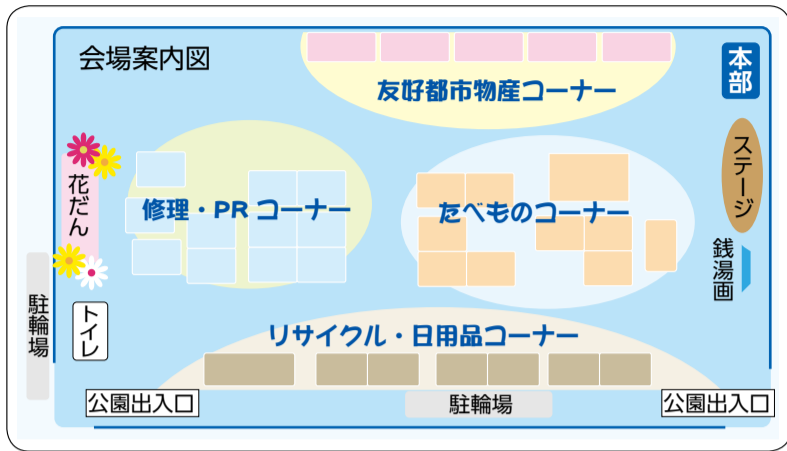 会場案内図
友好都市物産コーナー
本部
ステージ
花だん
修理・PR コーナー
たべものコーナー
銭湯画
駐輪場
トイレ
リサイクル・日用品コーナー
公園出入口
駐輪場
公園出入口